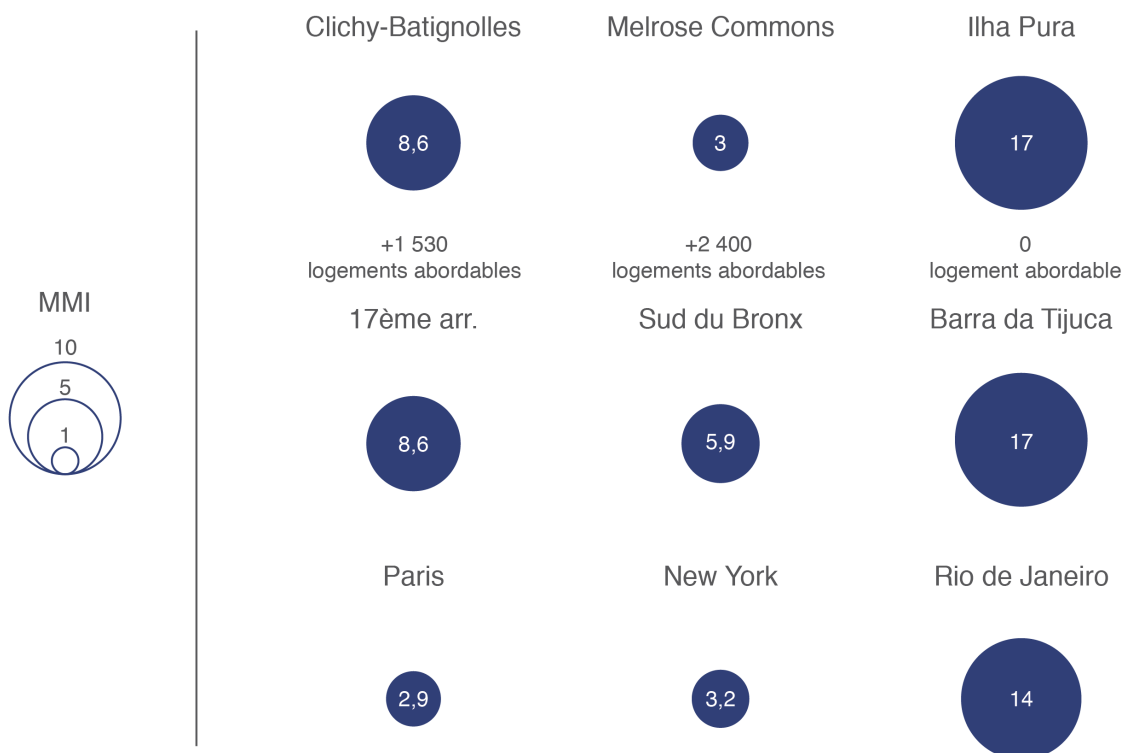 Clichy-Batignolles
Melrose Commons
Ilha Pura
8,6
3
17
+1 530
logements abordables
+2 400
logements abordables
0
logement abordable
MMI
10
5
1
17ème arr.
Sud du Bronx
Barra da Tijuca
8,6
5,9
17
Paris
New York
Rio de Janeiro
2,9
3,2
14